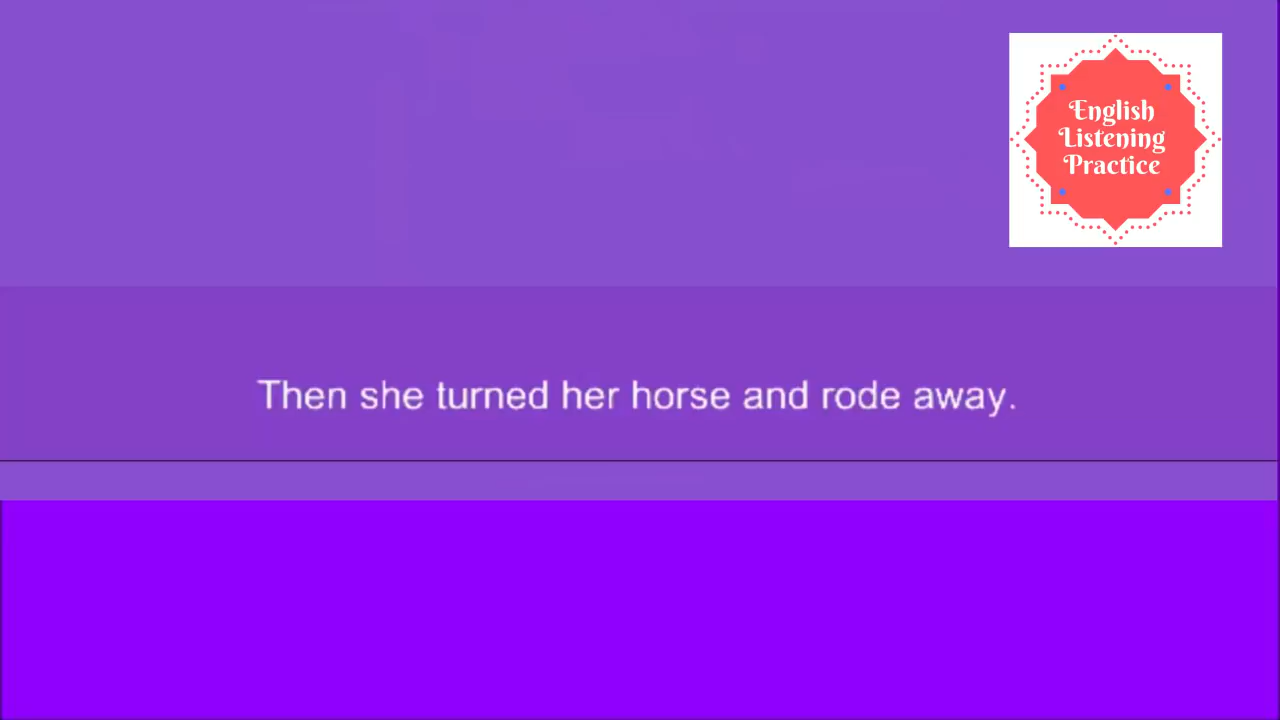 English
Listening
Practice
Then she turned her horse and rode away.